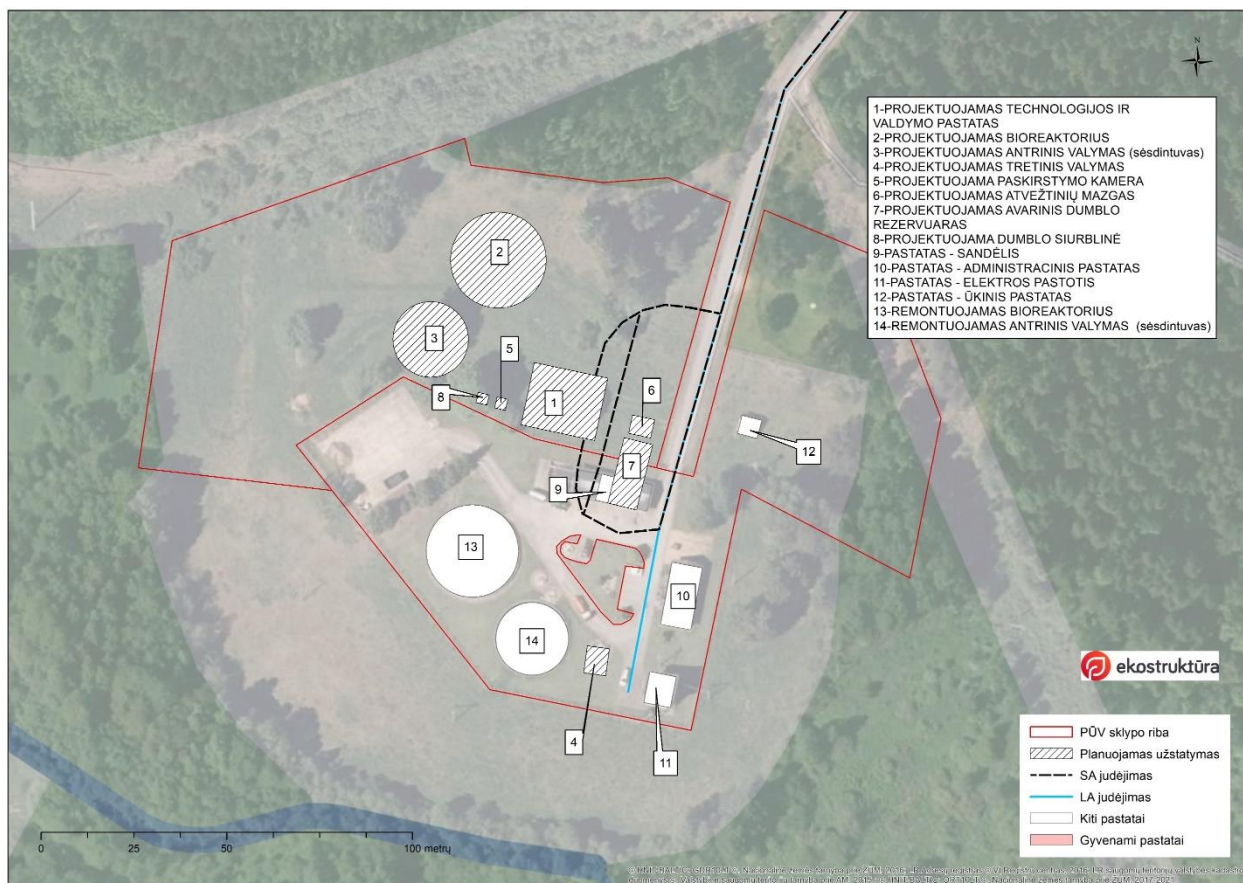 N
1-PROJEKTUOJAMAS TECHNOLOGIJOS IR
VALDYMO PASTATAS
2-PROJEKTUOJAMAS BIOREAKTORIUS
3-PROJEKTUOJAMAS ANTRINIS VALYMAS (sėsdintuvas)
4-PROJEKTUOJAMAS TRETINIS VALYMAS
5-PROJEKTUOJAMA PASKIRSTYMO KAMERA
6-PROJEKTUOJAMAS ATVEŽTINIŲ MAZGAS
7-PROJEKTUOJAMAS AVARINIS DUMBLO
REZERVUARAS
8-PROJEKTUOJAMA DUMBLO SIURBLINĖ
9-PASTATAS - SANDĖLIS
10-PASTATAS - ADMINISTRACINIS PASTATAS
11-PASTATAS - ELEKTROS PASTOTIS
12-PASTATAS - ŪKINIS PASTATAS
13-REMONTUOJAMAS BIOREAKTORIUS
14-REMONTUOJAMAS ANTRINIS VALYMAS (sėsdintuvas)
2
3
5
8
1
6
12
7
9
13
10
14
4
11
ekostruktūra
PŪV sklypo riba
Planuojamas užstatymas
SA judėjimas
LA judėjimas
Kiti pastatai
Gyvenami pastatai
0 25 50 100 metrų